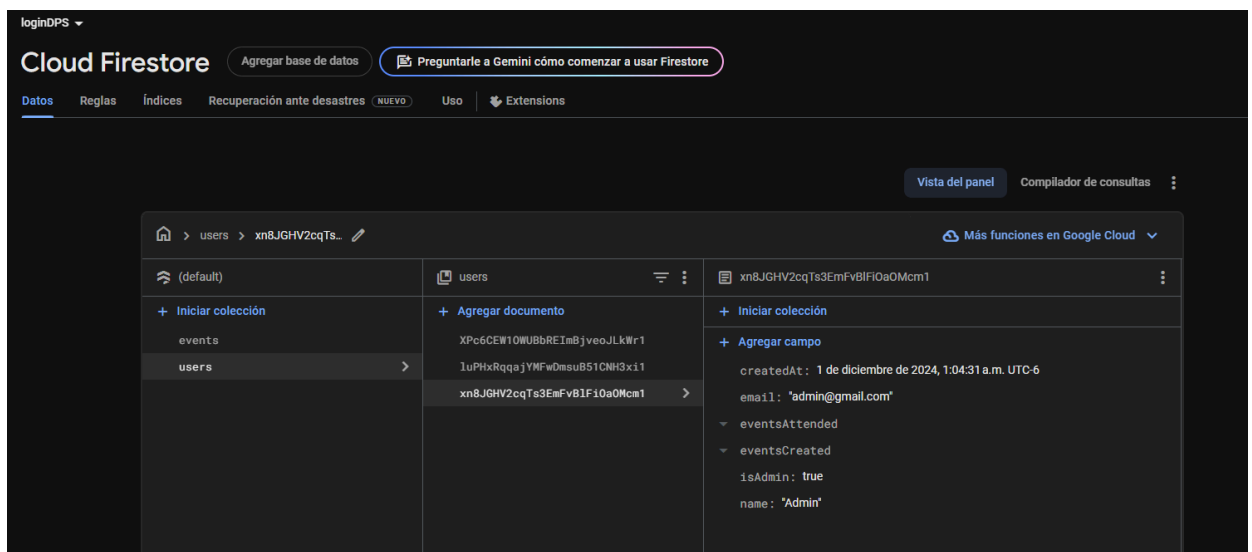 loginDPS
Cloud Firestore
Agregar base de datos
Preguntarle a Gemini cómo comenzar a usar Firestore
Datos
Reglas
Índices
Recuperación ante desastres NUEVO
Uso
Extensions
Vista del panel
Compilador de consultas
users > xn8JGHV2cqTs…
Más funciones en Google Cloud
(default)
+ Iniciar colección
events
users
users
+ Agregar documento
XPc6CEW1OWUBbREImBjveoJLkWr1
luPHxRqqajYMFwDmsuB51CNH3xi1
xn8JGHV2cqTs3EmFvBlFiOaOMcm1
xn8JGHV2cqTs3EmFvBlFiOaOMcm1
+ Iniciar colección
+ Agregar campo
createdAt: 1 de diciembre de 2024, 1:04:31 a.m. UTC-6
email: "admin@gmail.com"
eventsAttended
eventsCreated
isAdmin: true
name: "Admin"